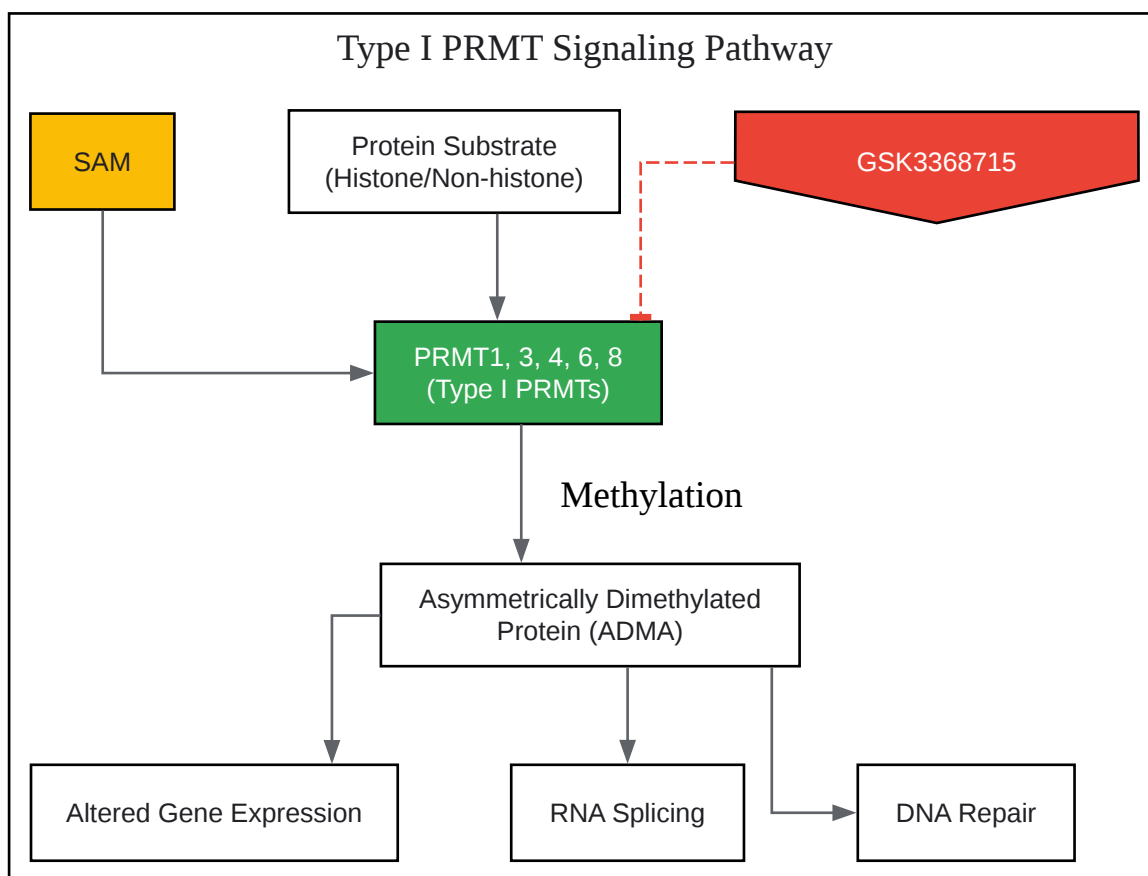 Type I PRMT Signaling Pathway
SAM
Protein Substrate
(Histone/Non-histone)
GSK3368715
PRMT1, 3, 4, 6, 8
(Type I PRMTs)
Methylation
Asymmetrically Dimethylated
Protein (ADMA)
Altered Gene Expression
RNA Splicing
DNA Repair